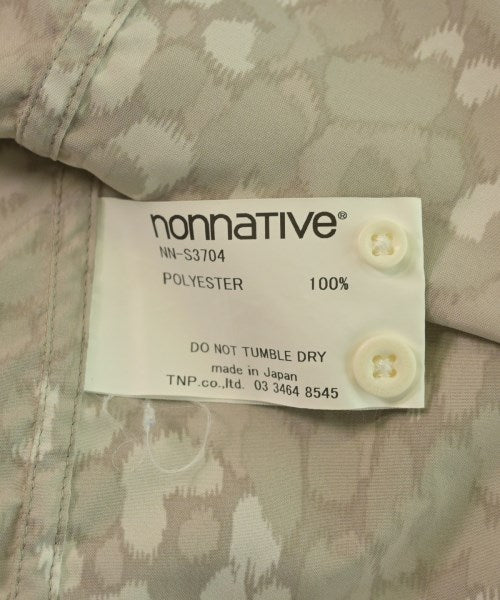 nonnative®
NN-S3704
POLYESTER 100%
DO NOT TUMBLE DRY
made in Japan
TNP.co.,ltd. 03 3464 8545